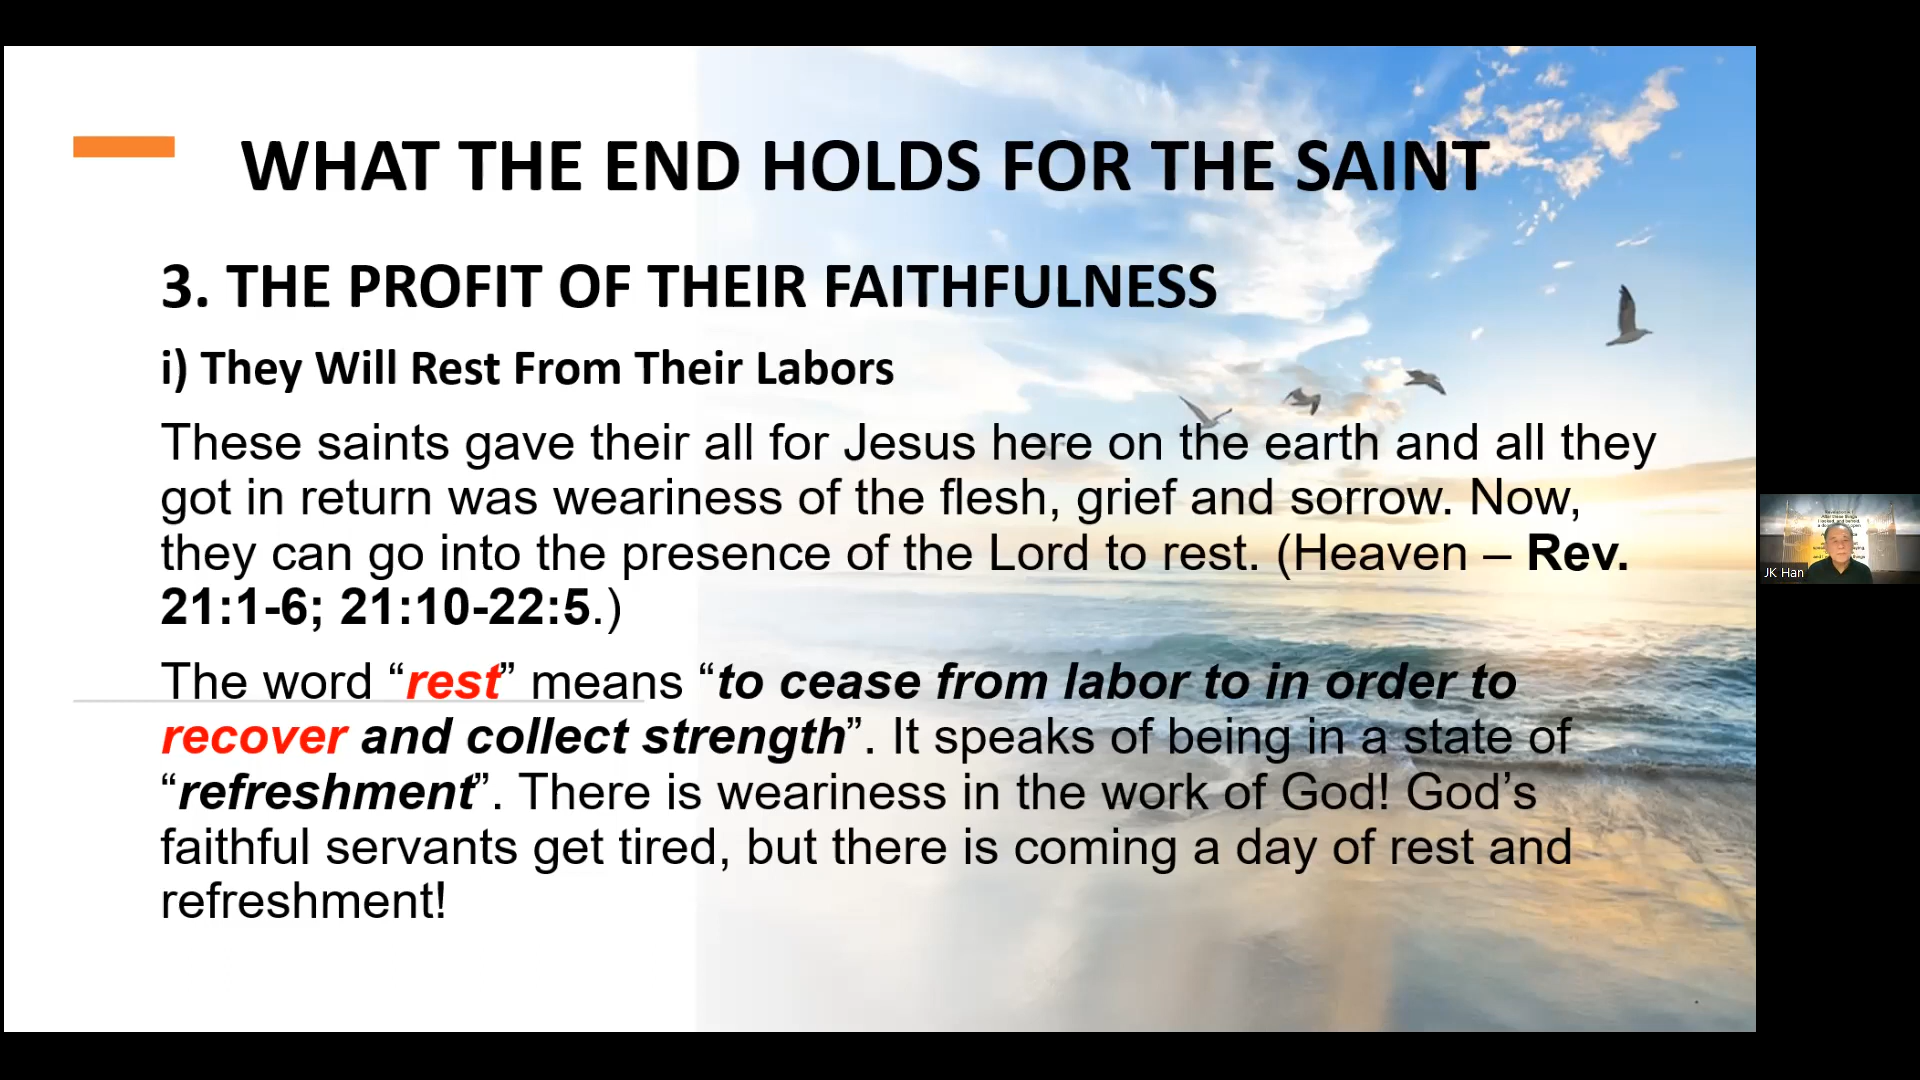 WHAT THE END HOLDS FOR THE SAINT
3. THE PROFIT OF THEIR FAITHFULNESS
i) They Will Rest From Their Labors
These saints gave their all for Jesus here on the earth and all they
got in return was weariness of the flesh, grief and sorrow. Now,
they can go into the presence of the Lord to rest. (Heaven – Rev.
21:1-6; 21:10-22:5.)
The word “rest” means “to cease from labor to in order to
recover and collect strength”. It speaks of being in a state of
“refreshment”. There is weariness in the work of God! God’s
faithful servants get tired, but there is coming a day of rest and
refreshment!
JK Han